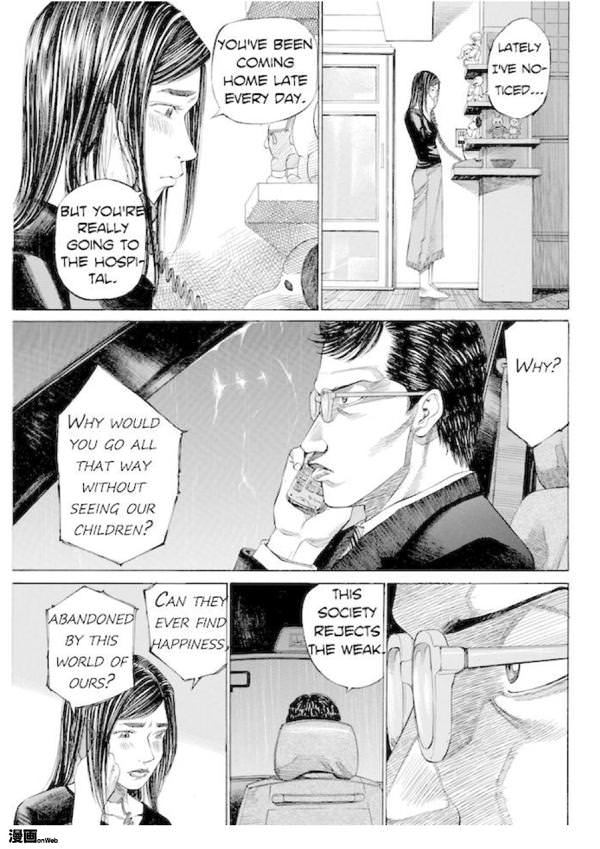 LATELY
I'VE NO-
TICED...
YOU'VE BEEN
COMING
HOME LATE
EVERY DAY.
BUT YOU'RE
REALLY
GOING TO
THE HOSPI-
TAL.
WHY?
WHY WOULD
YOU GO ALL
THAT WAY
WITHOUT
SEEING OUR
CHILDREN?
THIS
SOCIETY
REJECTS
THE WEAK.
CAN THEY
EVER FIND
HAPPINESS,
ABANDONED
BY THIS
WORLD OF
OURS?
漫画onWeb